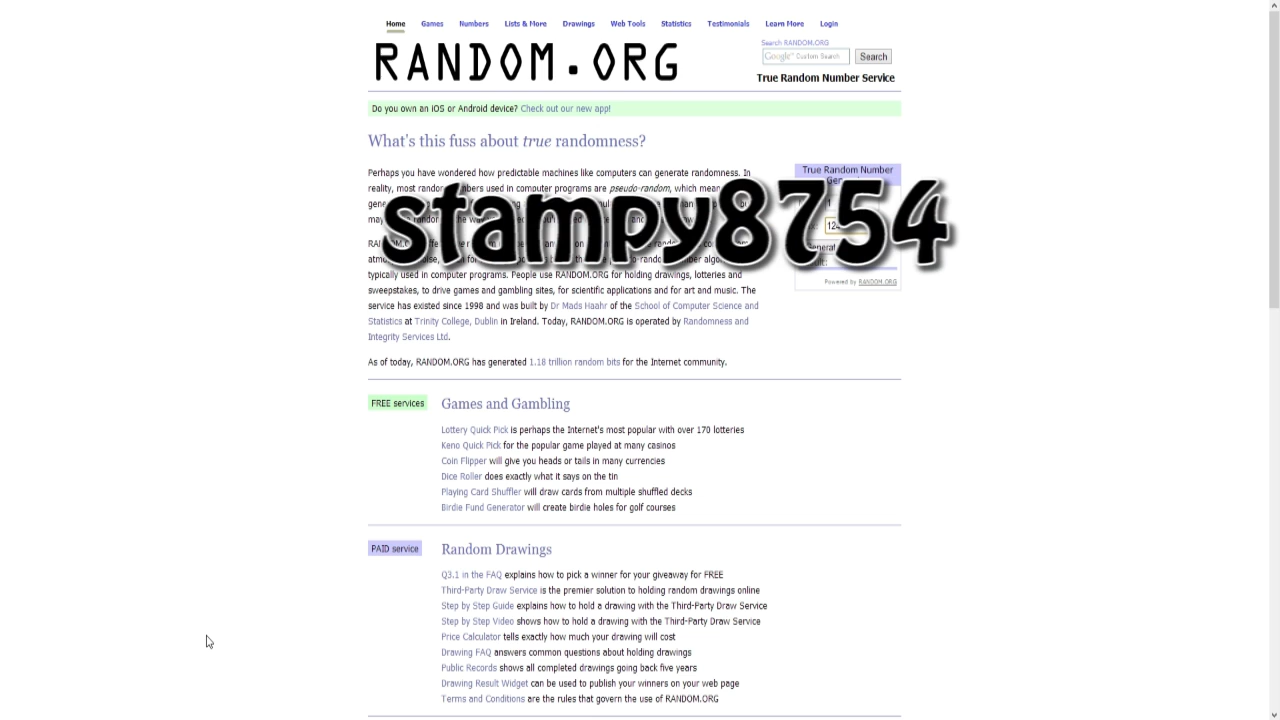 Home Games Numbers Lists & More Drawings Web Tools Statistics Testimonials Learn More Login
RANDOM.ORG
Search RANDOM.ORG
Google™ Custom Search Search
True Random Number Service
Do you own an iOS or Android device? Check out our new app!
What's this fuss about true randomness?
Perhaps you have wondered how predictable machines like computers can generate randomness. In
reality, most random numbers used in computer programs are pseudo-random, which
True Random Number
stampy8754
typically used in computer programs. People use RANDOM.ORG for holding drawings, lotteries and
sweepstakes, to drive games and gambling sites, for scientific applications and for art and music. The
service has existed since 1998 and was built by Dr Mads Haahr of the School of Computer Science and
Statistics at Trinity College, Dublin in Ireland. Today, RANDOM.ORG is operated by Randomness and
Integrity Services Ltd.
Powered by RANDOM.ORG
As of today, RANDOM.ORG has generated 1.18 trillion random bits for the Internet community.
FREE services
Games and Gambling
Lottery Quick Pick is perhaps the Internet's most popular with over 170 lotteries
Keno Quick Pick for the popular game played at many casinos
Coin Flipper will give you heads or tails in many currencies
Dice Roller does exactly what it says on the tin
Playing Card Shuffler will draw cards from multiple shuffled decks
Birdie Fund Generator will create birdie holes for golf courses
PAID service
Random Drawings
Q3.1 in the FAQ explains how to pick a winner for your giveaway for FREE
Third-Party Draw Service is the premier solution to holding random drawings online
Step by Step Guide explains how to hold a drawing with the Third-Party Draw Service
Step by Step Video shows how to hold a drawing with the Third-Party Draw Service
Price Calculator tells exactly how much your drawing will cost
Drawing FAQ answers common questions about holding drawings
Public Records shows all completed drawings going back five years
Drawing Result Widget can be used to publish your winners on your web page
Terms and Conditions are the rules that govern the use of RANDOM.ORG